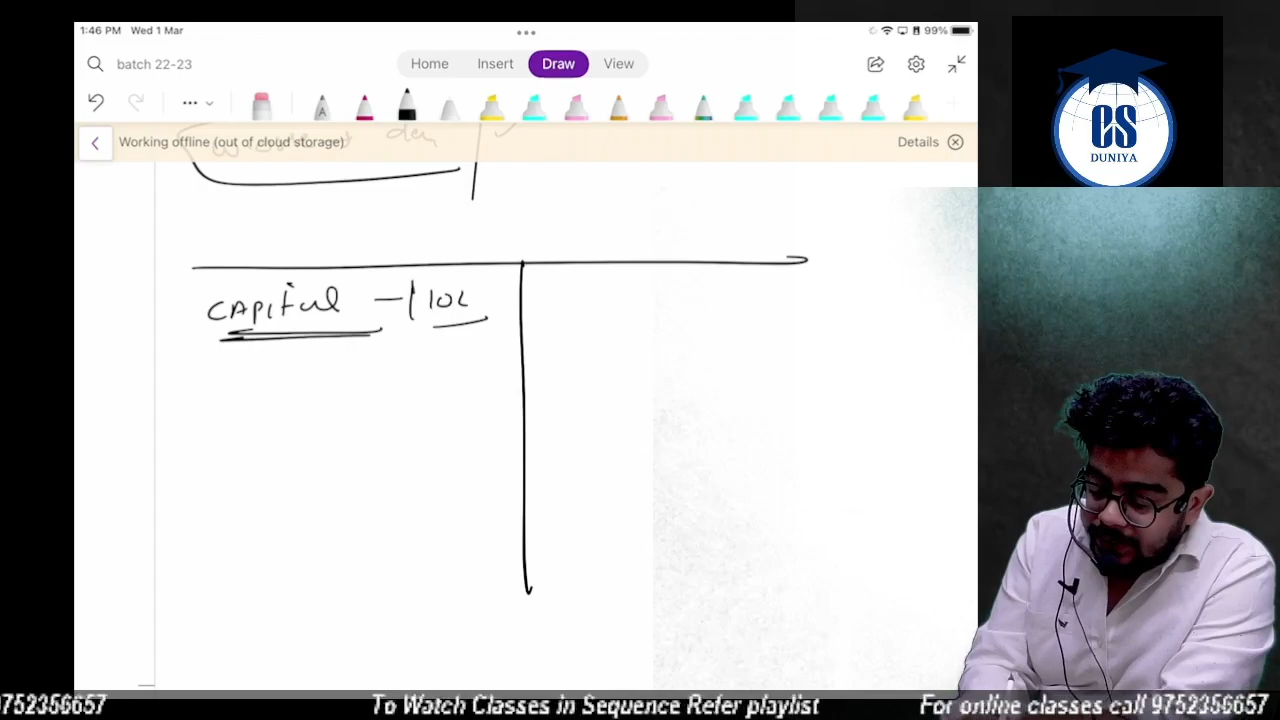 1:46 PM Wed 1 Mar
99%
batch 22-23
Home Insert Draw View
A
Working offline (out of cloud storage)
Details
CS
DUNIYA
CAPITAL - 10L
9752356657 To Watch Classes in Sequence Refer playlist For online classes call 9752356657